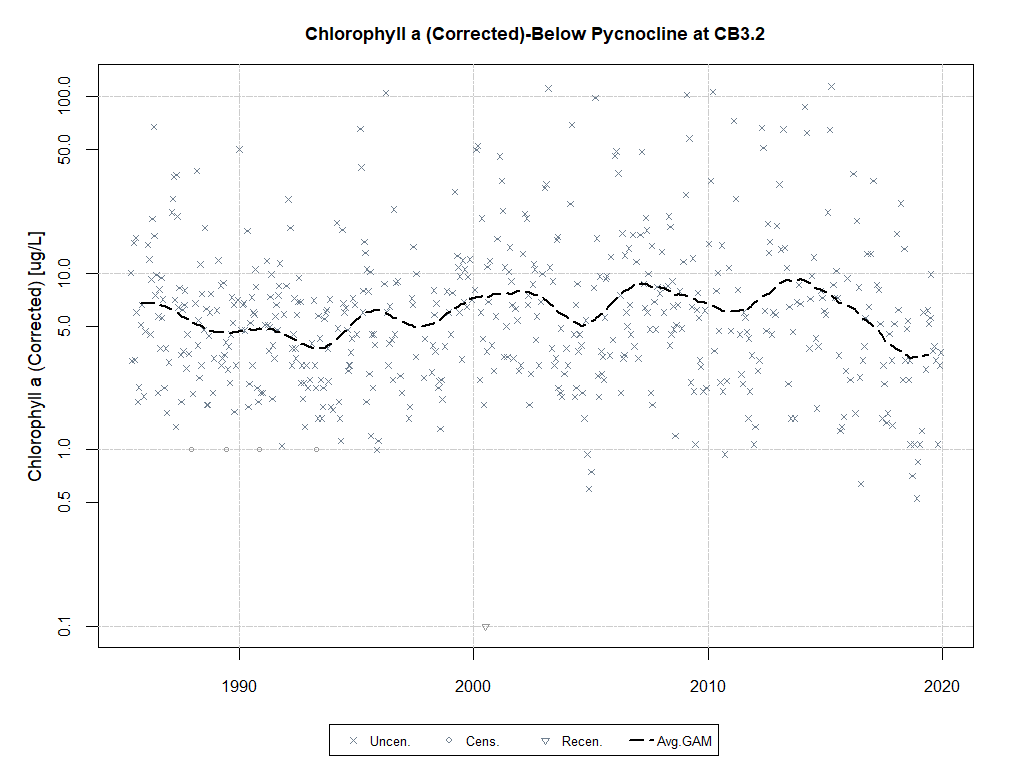 Chlorophyll a (Corrected)-Below Pycnocline at CB3.2
Chlorophyll a (Corrected) [ug/L]
100.0
50.0
10.0
5.0
1.0
0.5
0.1
1990 2000 2010 2020
Uncen. Cens. Recen. Avg.GAM